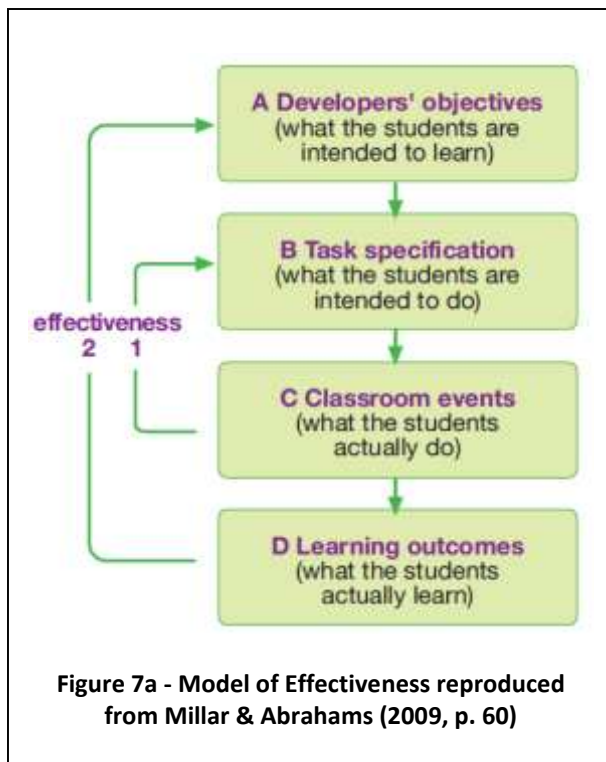 A Developers' objectives
(what the students are
intended to learn)
B Task specification
(what the students are
intended to do)
effectiveness
2 1
C Classroom events
(what the students
actually do)
D Learning outcomes
(what the students
actually learn)
Figure 7a - Model of Effectiveness reproduced
from Millar & Abrahams (2009, p. 60)